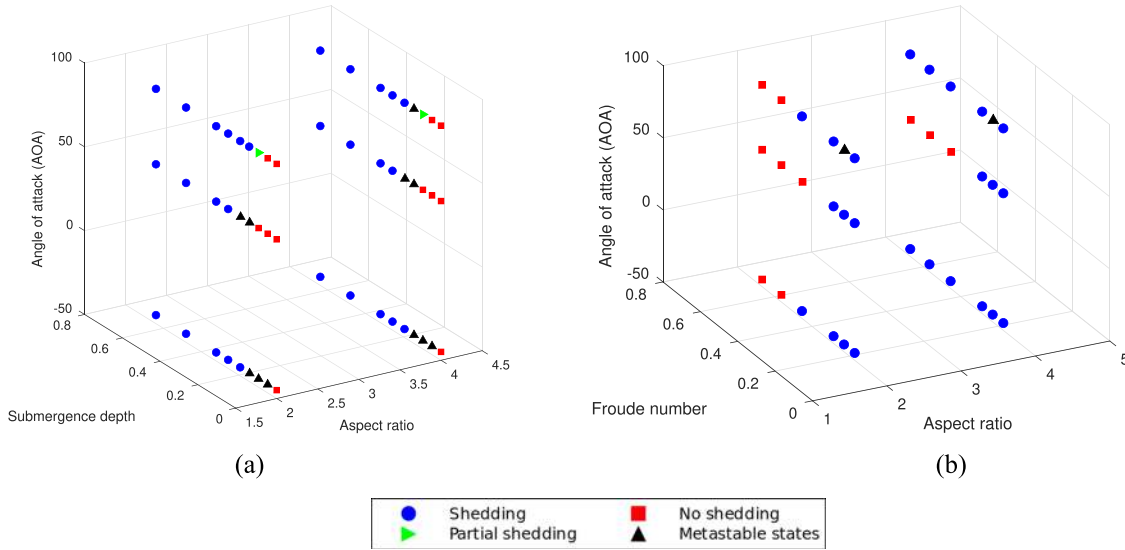 100
50
0
-50
Angle of attack (AOA)
0.8
0.6
0.4
0.2
0
Submergence depth
1.5
2
2.5
3
3.5
4
4.5
Aspect ratio
(a)
100
50
0
-50
Angle of attack (AOA)
0.8
0.6
0.4
0.2
0
Froude number
1
2
3
4
5
Aspect ratio
(b)
Shedding
No shedding
Partial shedding
Metastable states